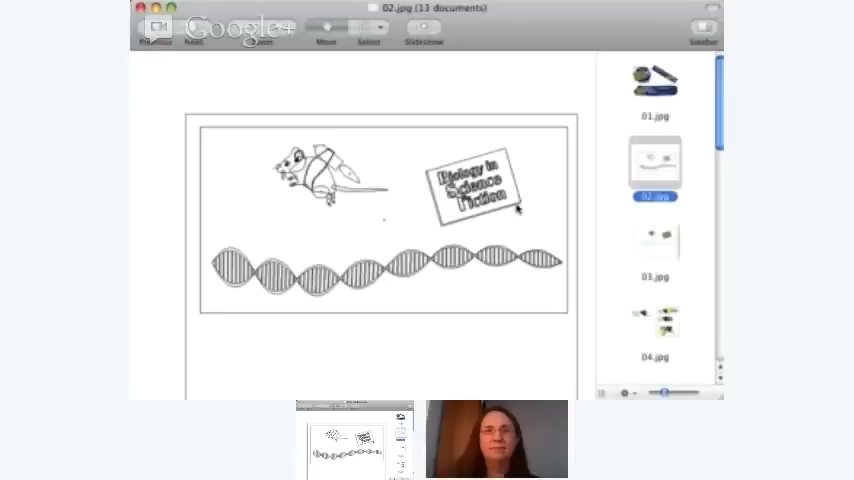 02.jpg (13 documents)
Google+
Previous Next Zoom Move Select Slideshow Sidebar
01.jpg
Biology in
Science
Fiction
02.jpg
03.jpg
04.jpg